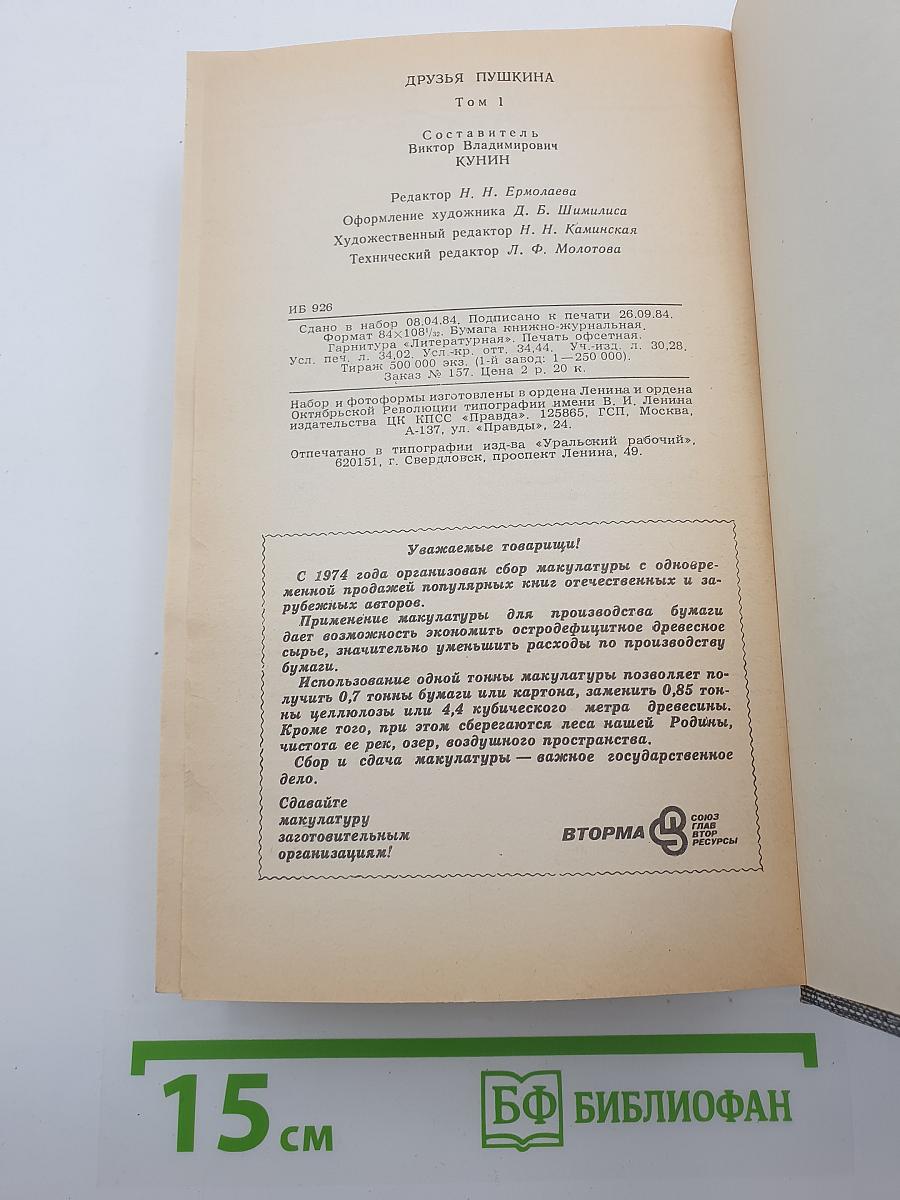 ДРУЗЬЯ ПУШКИНА
Том 1
Составитель
Виктор Владимирович
КУНИН
Редактор Н. Н. Ермолаева
Оформление художника Д. Б. Шимилиса
Художественный редактор Н. Н. Каминская
Технический редактор Л. Ф. Молотова
ИБ 926
Сдано в набор 08.04.84. Подписано к печати 26.09.84.
Формат 84×108¹/₃₂. Бумага книжно-журнальная.
Гарнитура «Литературная». Печать офсетная.
Усл. печ. л. 34,02. Усл.-кр. отт. 34,44. Уч.-изд. л. 30,28.
Тираж 500 000 экз. (1-й завод: 1—250 000).
Заказ № 157. Цена 2 р. 20 к.
Набор и фотоформы изготовлены в ордена Ленина и ордена
Октябрьской Революции типографии имени В. И. Ленина
издательства ЦК КПСС «Правда». 125865, ГСП, Москва,
А-137, ул. «Правды», 24.
Отпечатано в типографии изд-ва «Уральский рабочий»,
620151, г. Свердловск, проспект Ленина, 49.
Уважаемые товарищи!
С 1974 года организован сбор макулатуры с одновре-
менной продажей популярных книг отечественных и за-
рубежных авторов.
Применение макулатуры для производства бумаги
дает возможность экономить остродефицитное древесное
сырье, значительно уменьшить расходы по производству
бумаги.
Использование одной тонны макулатуры позволяет по-
лучить 0,7 тонны бумаги или картона, заменить 0,85 тон-
ны целлюлозы или 4,4 кубического метра древесины.
Кроме того, при этом сберегаются леса нашей Родины,
чистота ее рек, озер, воздушного пространства.
Сбор и сдача макулатуры — важное государственное
дело.
Сдавайте
макулатуру
заготовительным
организациям!
ВТОРМА
СОЮЗ
ГЛАВ
ВТОР
РЕСУРСЫ
15 см
БФ БИБЛИОФАН